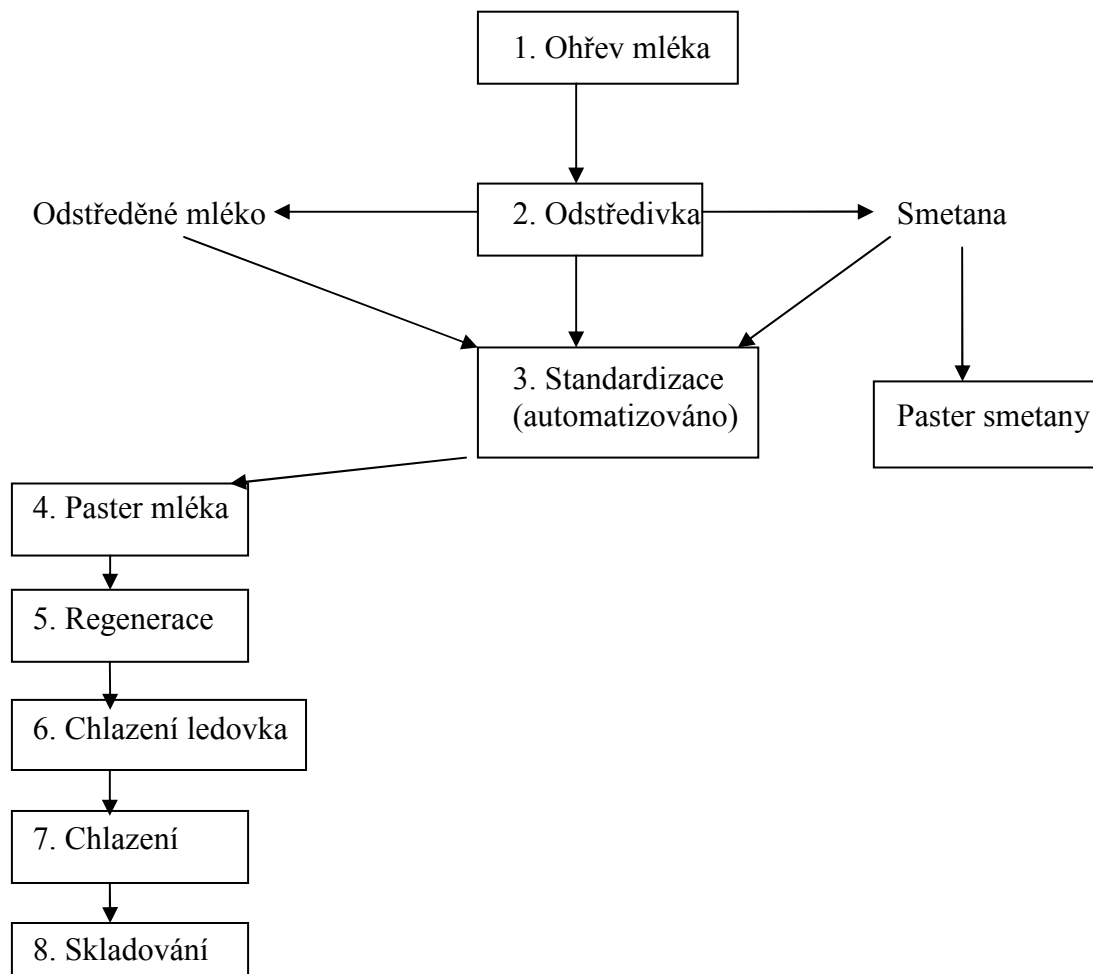 1. Ohřev mléka
Odstředěné mléko
2. Odstředivka
Smetana
3. Standardizace
(automatizováno)
Paster smetany
4. Paster mléka
5. Regenerace
6. Chlazení ledovka
7. Chlazení
8. Skladování